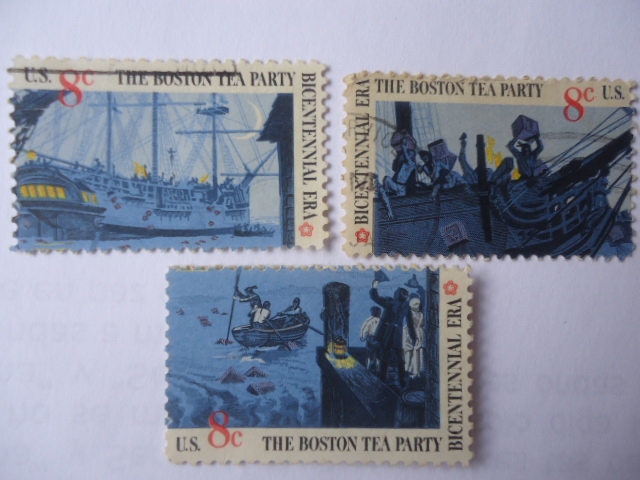 U.S. 8c THE BOSTON TEA PARTY
BICENTENNIAL ERA
THE BOSTON TEA PARTY 8c U.S.
BICENTENNIAL ERA
U.S. 8c THE BOSTON TEA PARTY
BICENTENNIAL ERA